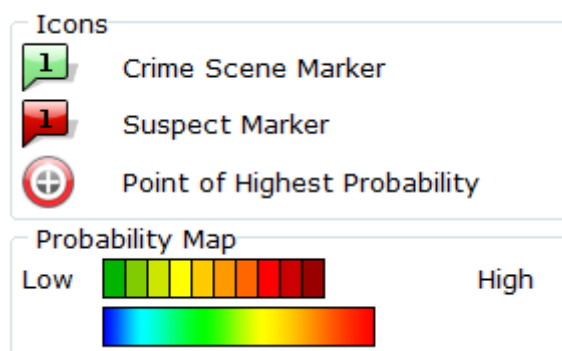 Icons
1 Crime Scene Marker
1 Suspect Marker
Point of Highest Probability
Probability Map
Low High